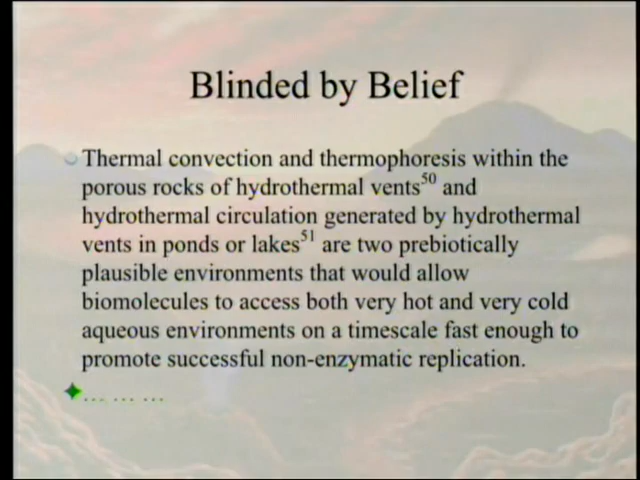 Blinded by Belief
Thermal convection and thermophoresis within the
porous rocks of hydrothermal vents50 and
hydrothermal circulation generated by hydrothermal
vents in ponds or lakes51 are two prebiotically
plausible environments that would allow
biomolecules to access both very hot and very cold
aqueous environments on a timescale fast enough to
promote successful non-enzymatic replication.
... ... ...